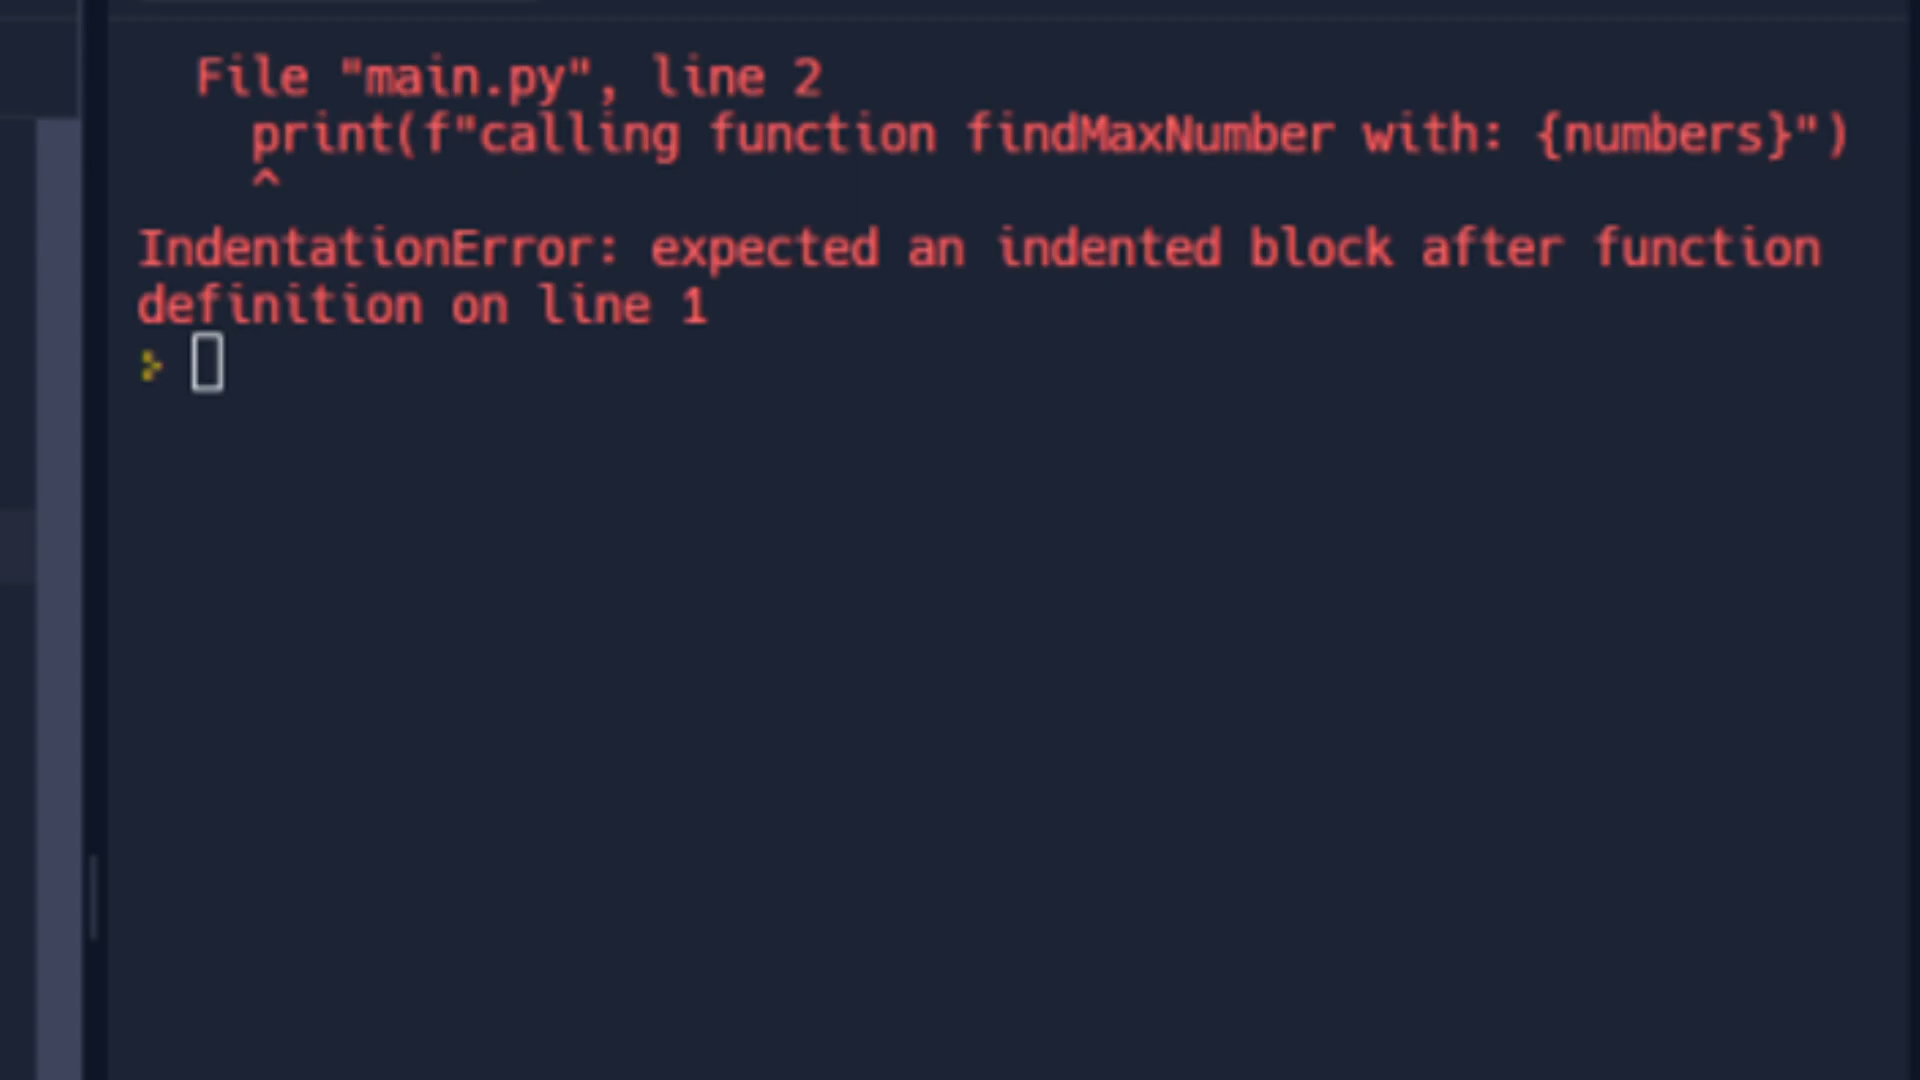 File "main.py", line 2
print(f"calling function findMaxNumber with: {numbers}")
^
IndentationError: expected an indented block after function
definition on line 1